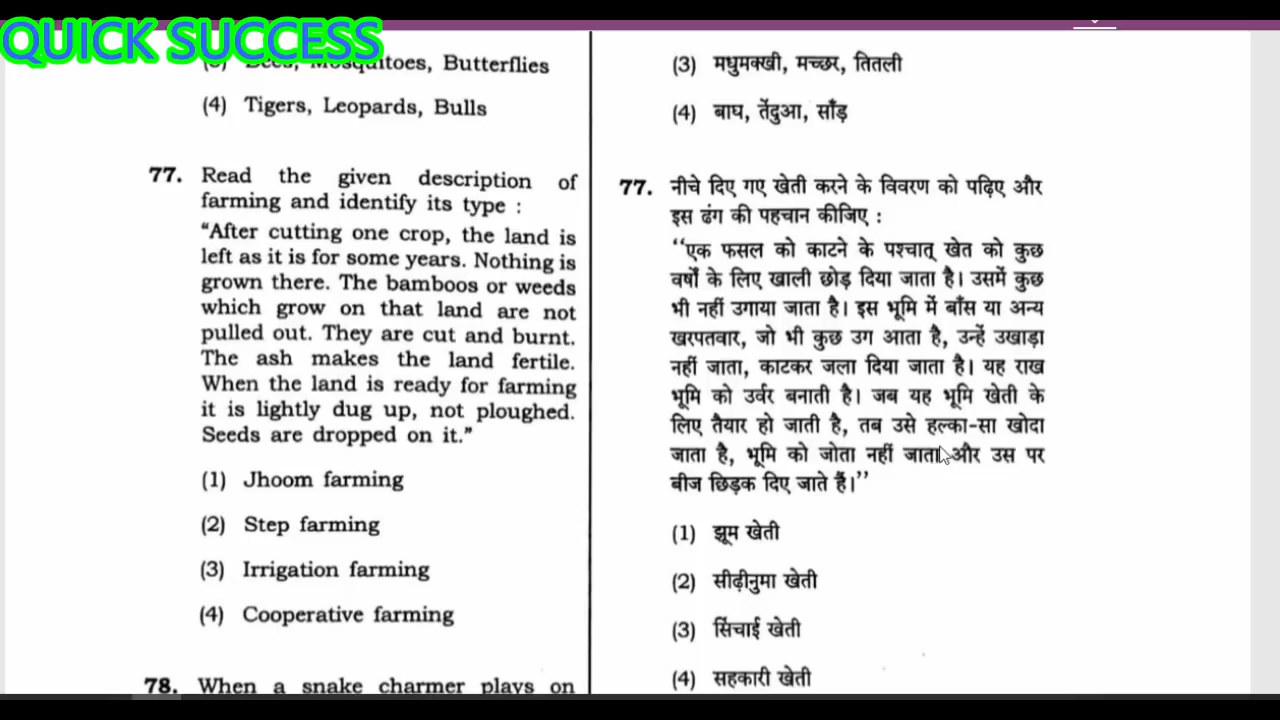 QUICK SUCCESS
Mosquitoes, Butterflies
(4) Tigers, Leopards, Bulls
77. Read the given description of
farming and identify its type :
“After cutting one crop, the land is
left as it is for some years. Nothing is
grown there. The bamboos or weeds
which grow on that land are not
pulled out. They are cut and burnt.
The ash makes the land fertile.
When the land is ready for farming
it is lightly dug up, not ploughed.
Seeds are dropped on it.”
(1) Jhoom farming
(2) Step farming
(3) Irrigation farming
(4) Cooperative farming
78. When a snake charmer plays on
(3) मधुमक्खी, मच्छर, तितली
(4) बाघ, तेंदुआ, साँड़
77. नीचे दिए गए खेती करने के विवरण को पढ़िए और
इस ढंग की पहचान कीजिए :
‘‘एक फसल को काटने के पश्चात् खेत को कुछ
वर्षों के लिए खाली छोड़ दिया जाता है। उसमें कुछ
भी नहीं उगाया जाता है। इस भूमि में बाँस या अन्य
खरपतवार, जो भी कुछ उग आता है, उन्हें उखाड़ा
नहीं जाता, काटकर जला दिया जाता है। यह राख
भूमि को उर्वर बनाती है। जब यह भूमि खेती के
लिए तैयार हो जाती है, तब उसे हल्का-सा खोदा
जाता है, भूमि को जोता नहीं जाता और उस पर
बीज छिड़क दिए जाते हैं।’’
(1) झूम खेती
(2) सीढ़ीनुमा खेती
(3) सिंचाई खेती
(4) सहकारी खेती